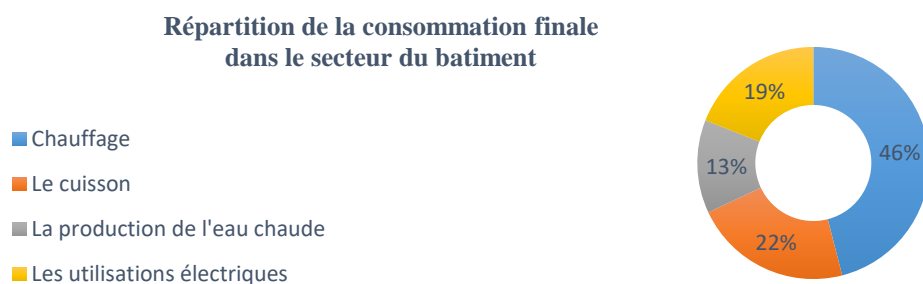 Répartition de la consommation finale
dans le secteur du batiment
Chauffage
Le cuisson
La production de l'eau chaude
Les utilisations électriques
19%
46%
13%
22%